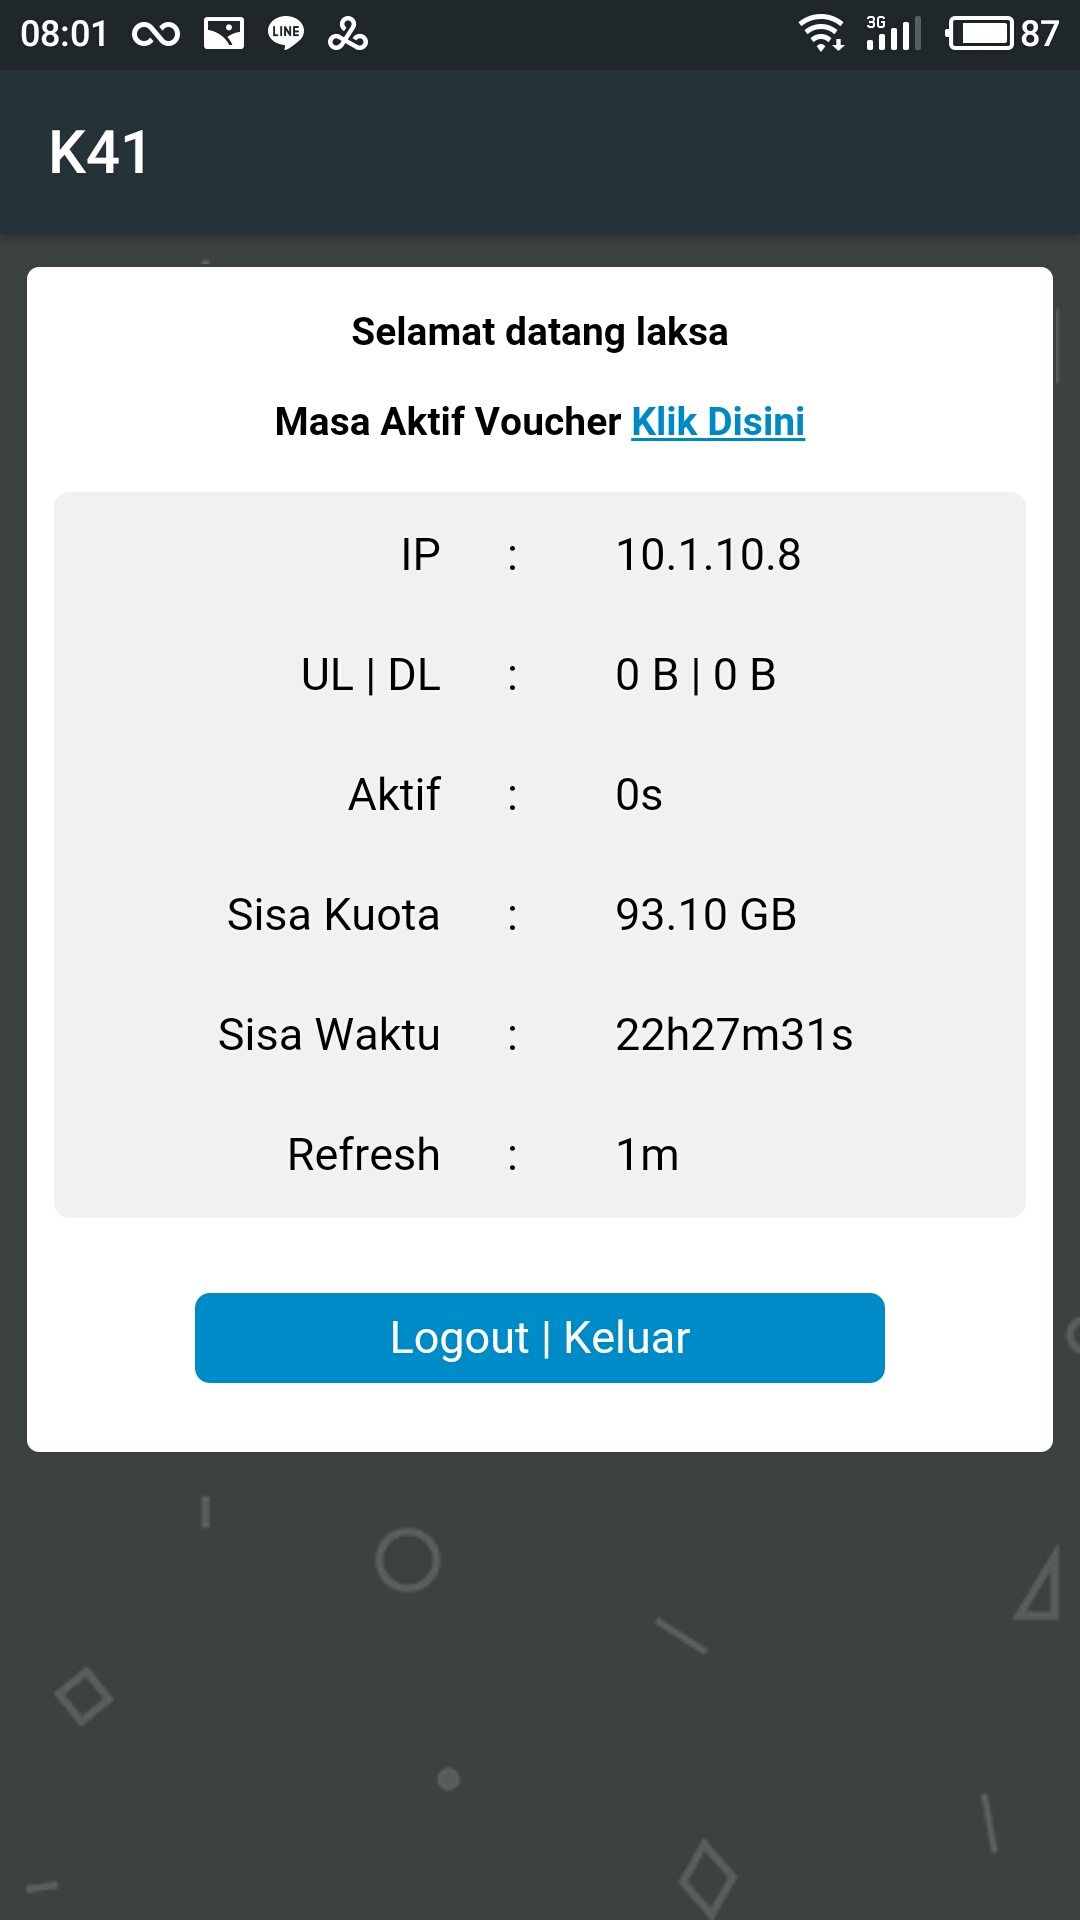 08:01 LINE 3G 87
K41
Selamat datang laksa
Masa Aktif Voucher Klik Disini
IP : 10.1.10.8
UL | DL : 0 B | 0 B
Aktif : 0s
Sisa Kuota : 93.10 GB
Sisa Waktu : 22h27m31s
Refresh : 1m
Logout | Keluar